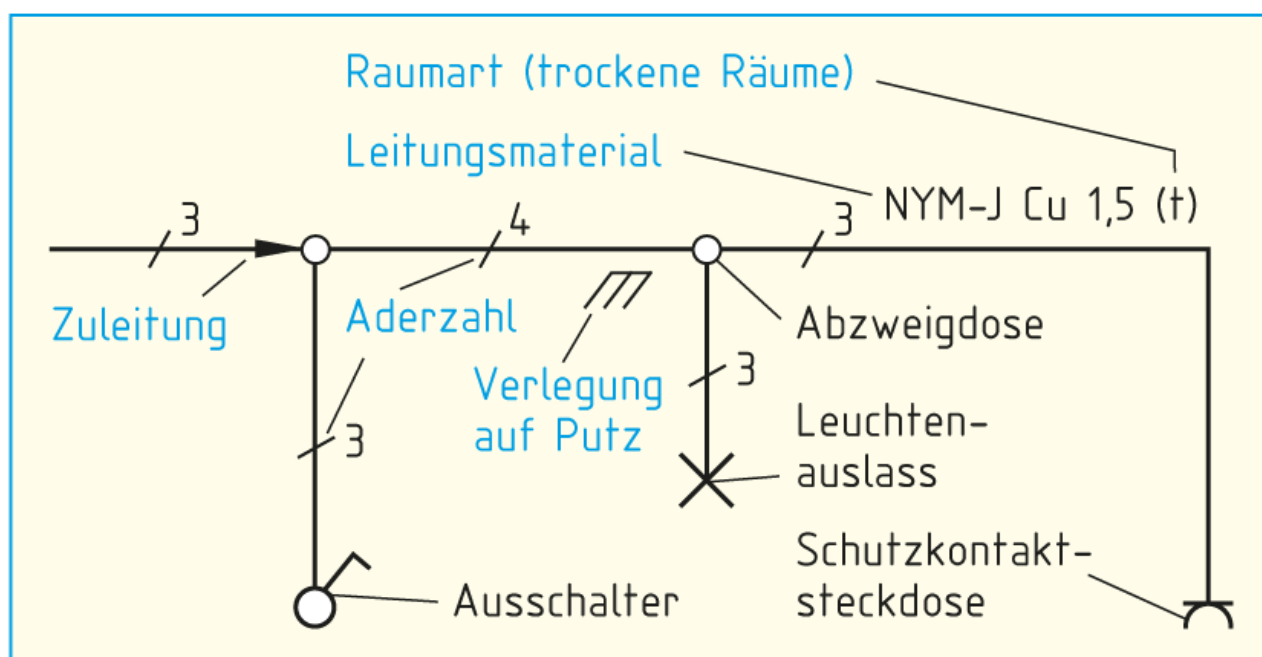 Raumart (trockene Räume)
Leitungsmaterial
NYM-J Cu 1,5 (t)
3
4
3
Zuleitung
Aderzahl
Abzweigdose
Verlegung
auf Putz
3
3
Leuchten-
auslass
Schutzkontakt-
steckdose
Ausschalter